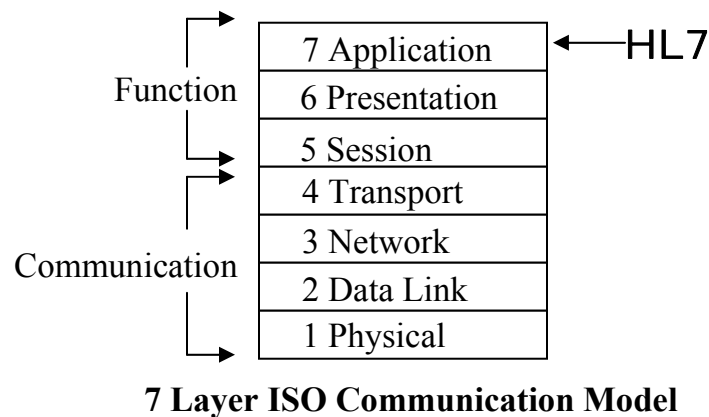 7 Application
HL7
Function
6 Presentation
5 Session
4 Transport
3 Network
Communication
2 Data Link
1 Physical
7 Layer ISO Communication Model